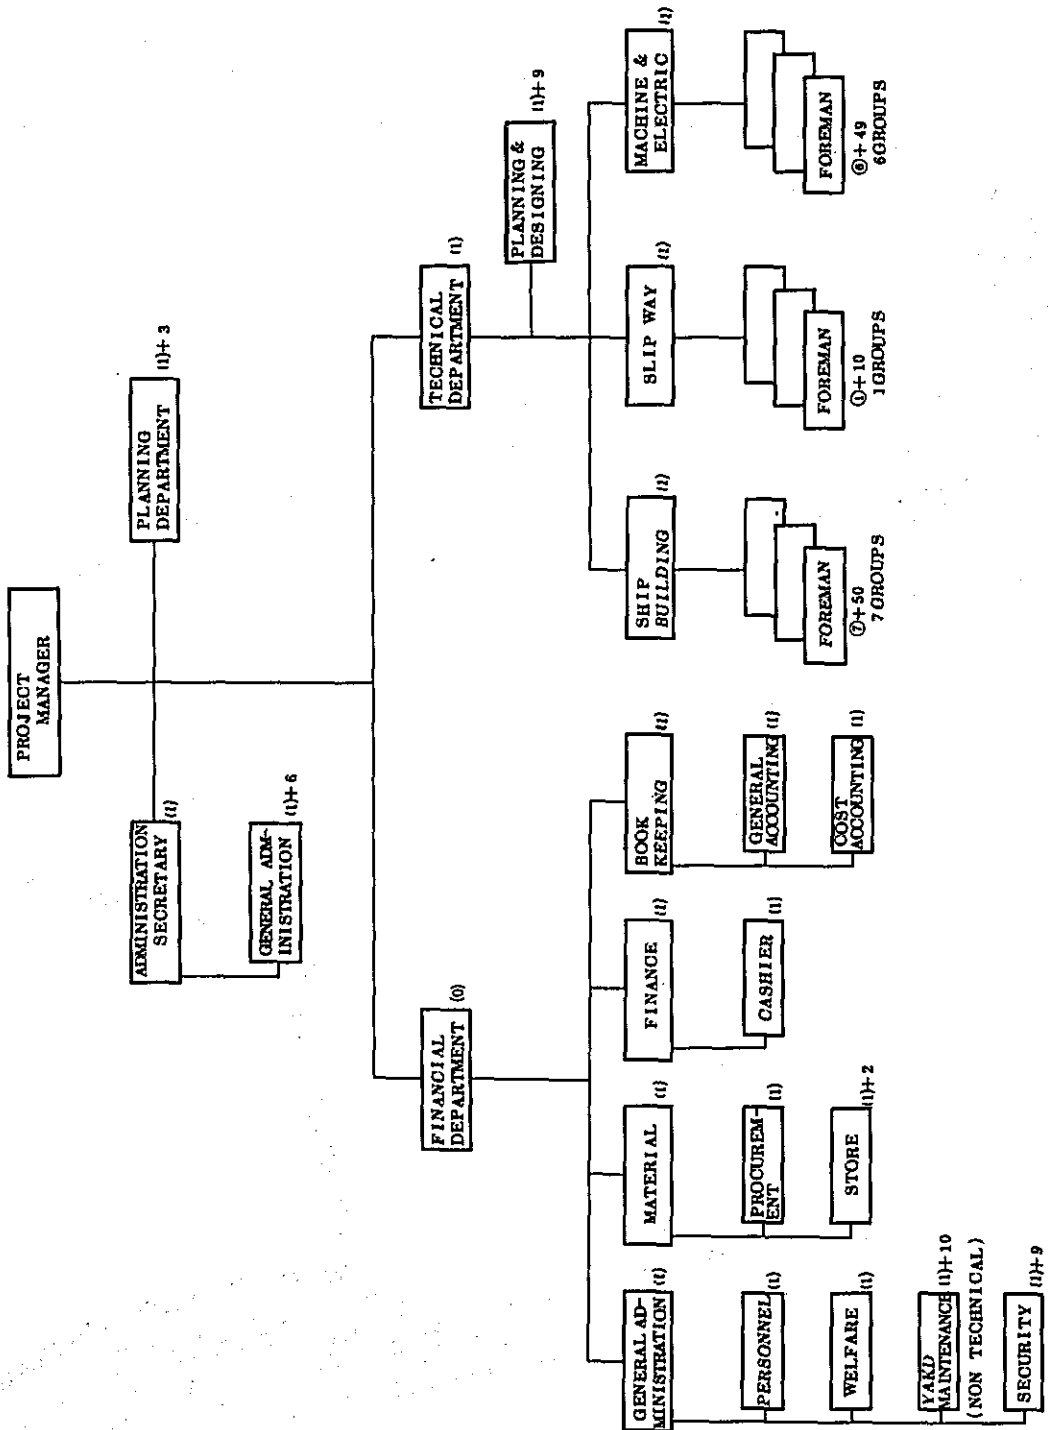 PROJECT
MANAGER
ADMINISTRATION
SECRETARY
(1)
GENERAL ADM-
INISTRATION
(1)+6
PLANNING
DEPARTMENT
(1)+3
FINANCIAL
DEPARTMENT
(0)
TECHNICAL
DEPARTMENT
(1)
PLANNING &
DESIGNING
(1)+9
GENERAL AD-
MINISTRATION
(1)
PERSONNEL
(1)
WELFARE
(1)
YAKD
MAINTENANCE
(1)+10
(NON TECHNICAL)
SECURITY
(1)+9
MATERIAL
(1)
PROCUREM-
ENT
(1)
STORE
(1)+2
FINANCE
(1)
CASHIER
(1)
BOOK
KEEPING
(1)
GENERAL
ACCOUNTING
(1)
COST
ACCOUNTING
(1)
SHIP
BUILDING
(1)
FOREMAN
⑦+50
7GROUPS
SLIP WAY
(1)
FOREMAN
①+10
1GROUPS
MACHINE &
ELECTRIC
(1)
FOREMAN
⑥+49
6GROUPS